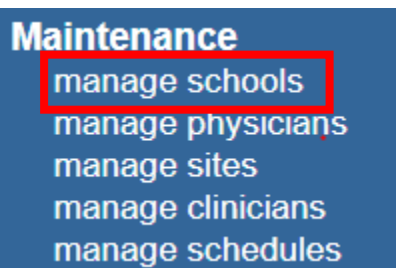 Maintenance
manage schools
manage physicians
manage sites
manage clinicians
manage schedules